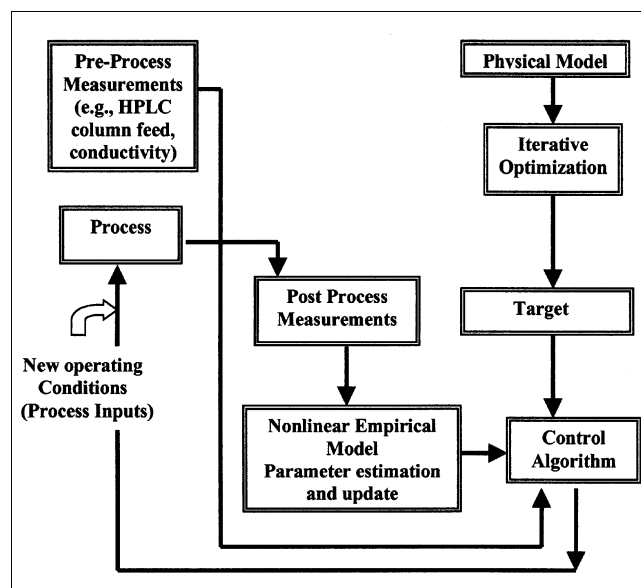 Pre-Process
Measurements
(e.g., HPLC
column feed,
conductivity)
Physical Model
Iterative
Optimization
Process
Post Process
Measurements
Target
New operating
Conditions
(Process Inputs)
Nonlinear Empirical
Model
Parameter estimation
and update
Control
Algorithm